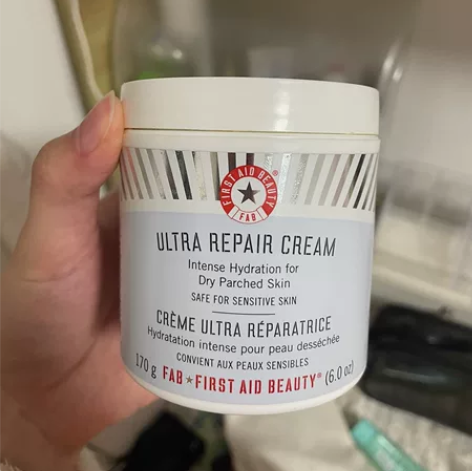 FIRST AID BEAUTY®
FAB
ULTRA REPAIR CREAM
Intense Hydration for
Dry Parched Skin
SAFE FOR SENSITIVE SKIN
CRÈME ULTRA RÉPARATRICE
Hydratation intense pour peau desséchée
CONVIENT AUX PEAUX SENSIBLES
170 g FAB★FIRST AID BEAUTY® (6.0 oz)